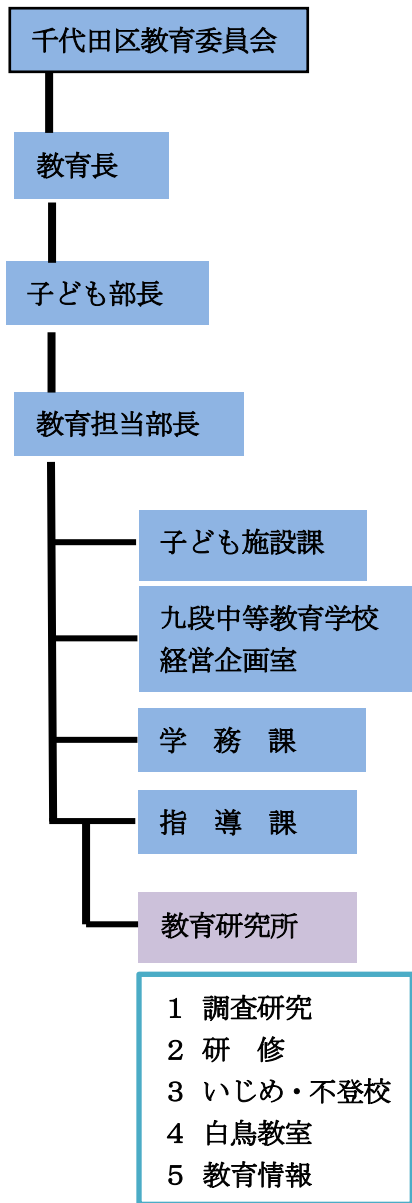 千代田区教育委員会
教育長
子ども部長
教育担当部長
子ども施設課
九段中等教育学校
経営企画室
学　務　課
指　導　課
教育研究所
１ 調査研究
２ 研　修
３ いじめ・不登校
４ 白鳥教室
５ 教育情報